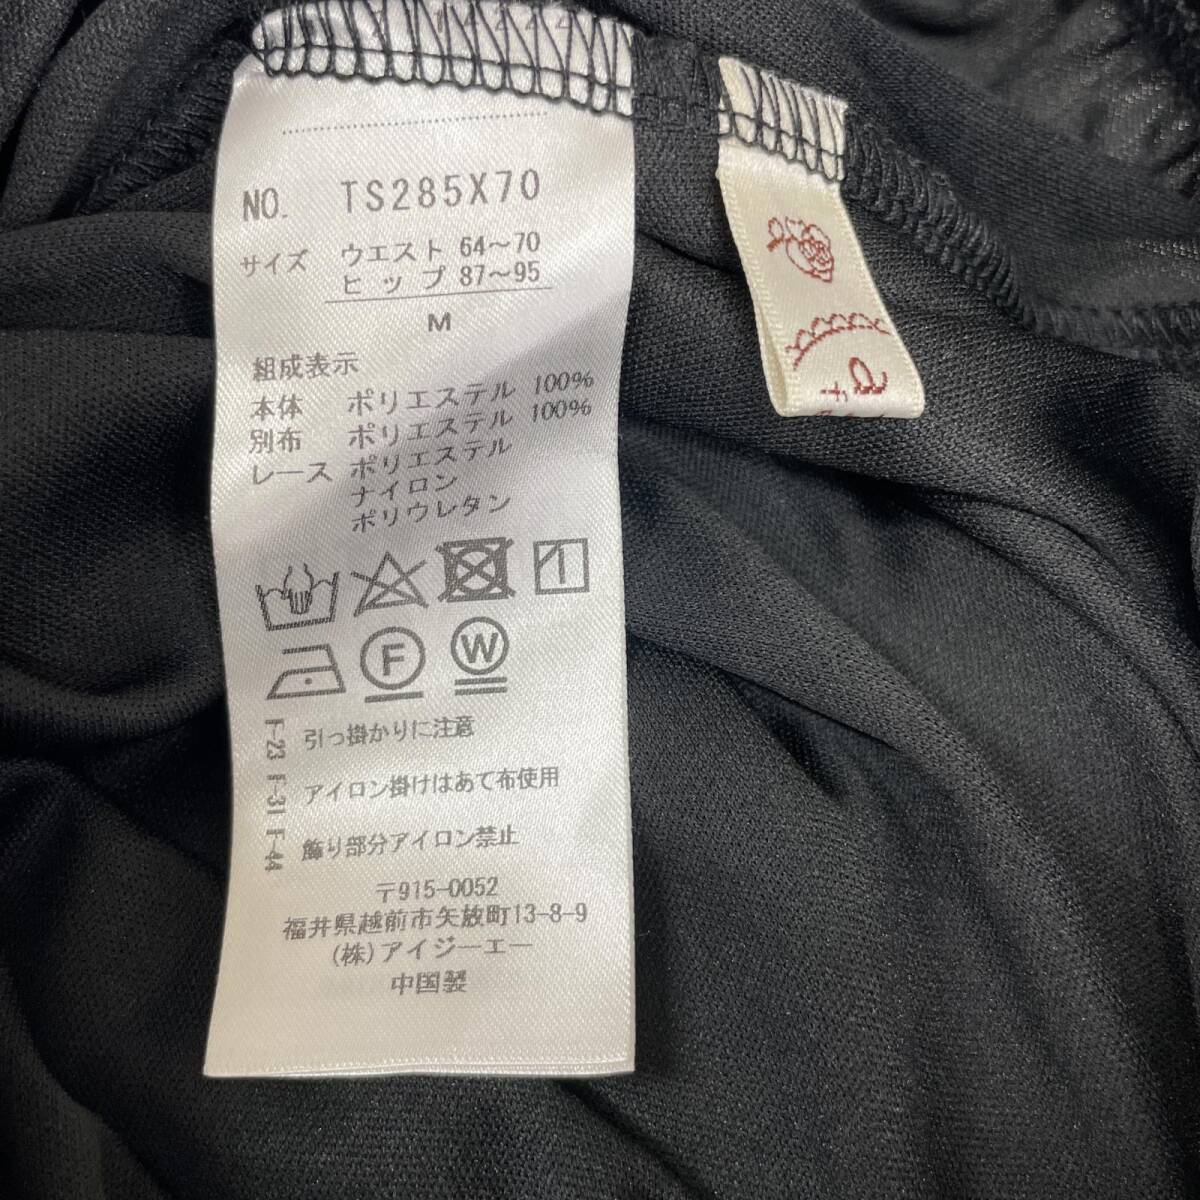 NO. TS285X70
サイズ ウエスト 64〜70
ヒップ 87〜95
M
組成表示
本体 ポリエステル 100%
別布 ポリエステル 100%
レース ポリエステル
ナイロン
ポリウレタン
F W
F-23 引っ掛かりに注意
F-31 アイロン掛けはあて布使用
F-44 飾り部分アイロン禁止
〒915-0052
福井県越前市矢放町13-8-9
(株)アイジーエー
中国製